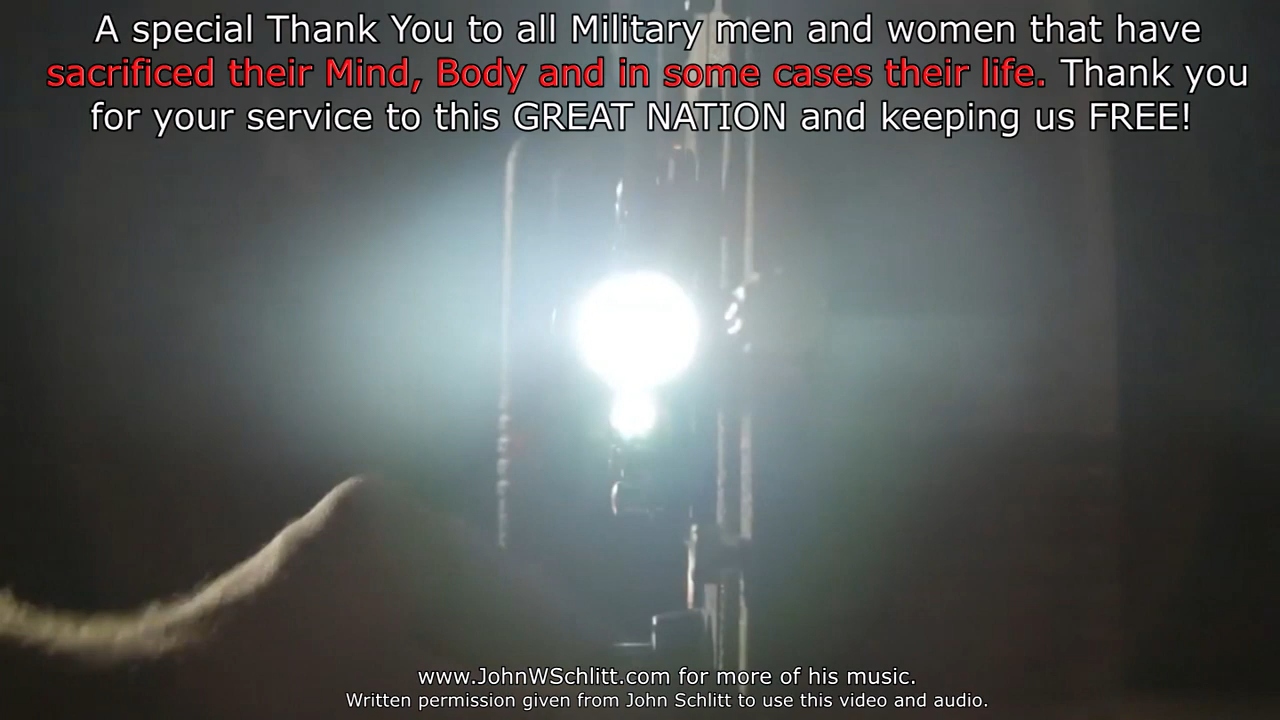 A special Thank You to all Military men and women that have
sacrificed their Mind, Body and in some cases their life. Thank you
for your service to this GREAT NATION and keeping us FREE!
www.JohnWSchlitt.com for more of his music.
Written permission given from John Schlitt to use this video and audio.